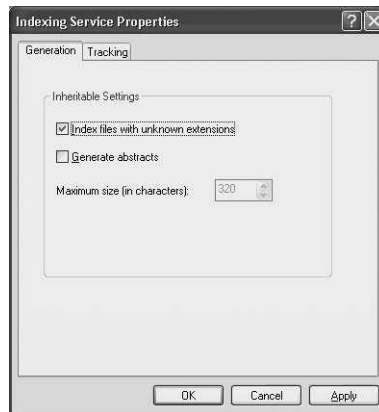 Indexing Service Properties
Generation Tracking
Inheritable Settings
Index files with unknown extensions
Generate abstracts
Maximum size (in characters): 320
OK Cancel Apply